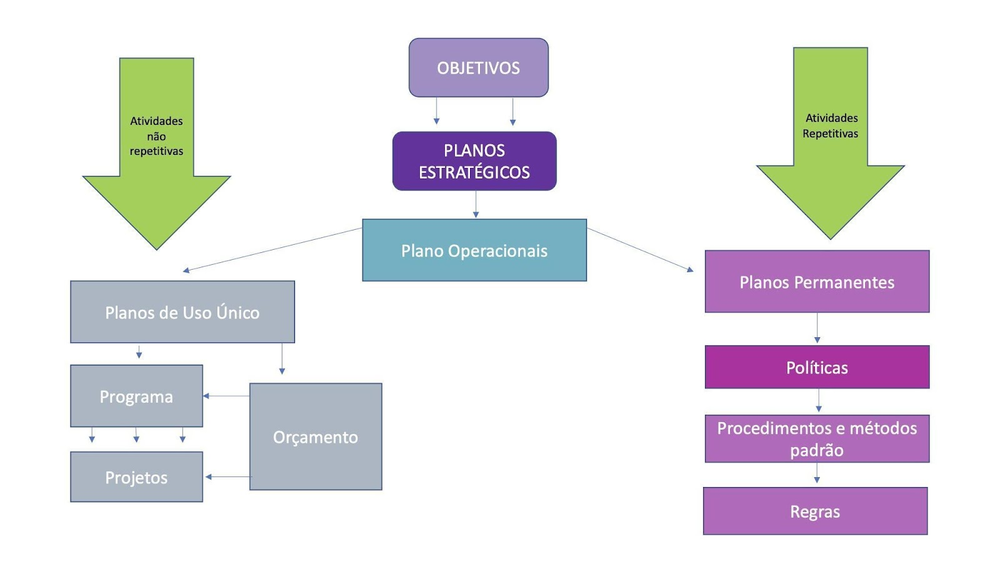 OBJETIVOS
Atividades
não
repetitivas
Atividades
Repetitivas
PLANOS
ESTRATÉGICOS
Plano Operacionais
Planos de Uso Único
Planos Permanentes
Programa
Orçamento
Projetos
Políticas
Procedimentos e métodos
padrão
Regras